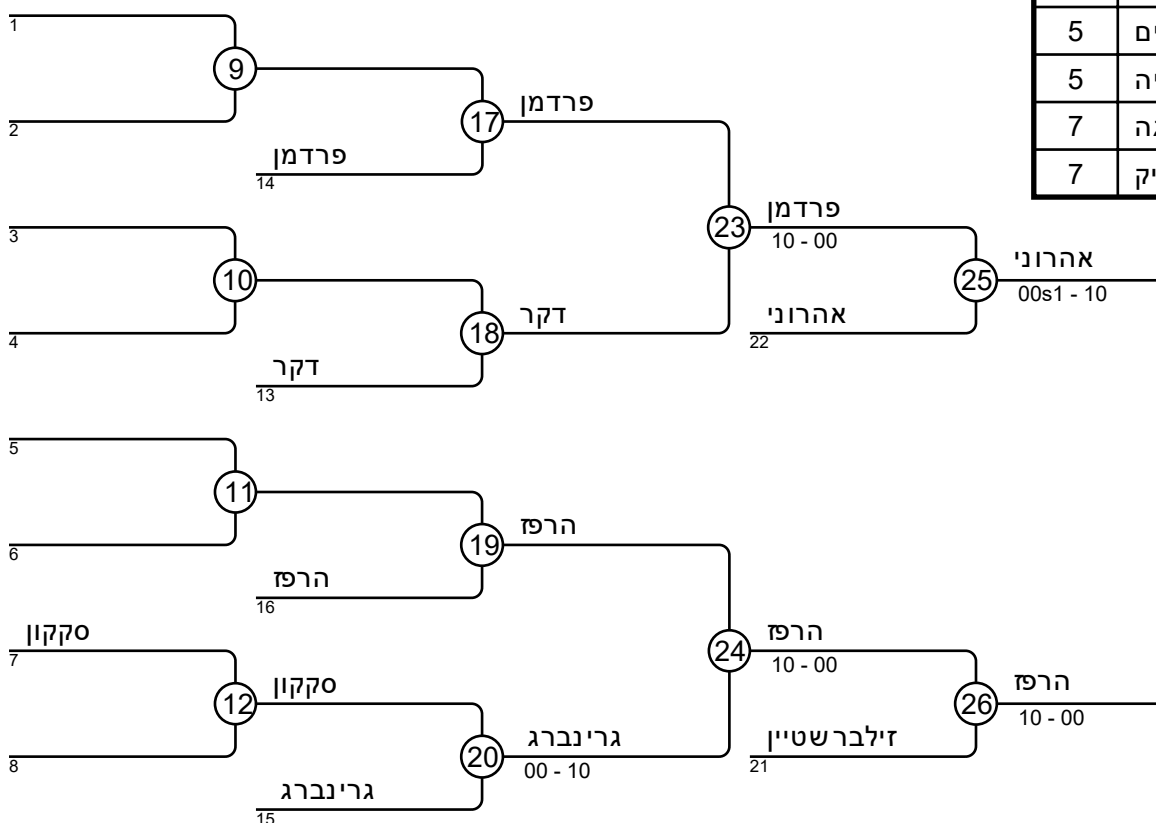 1
9
2
17
פרדמן
פרדמן
14
3
10
4
18
דקר
דקר
13
23
פרדמן
10 - 00
אהרוני
22
25
אהרוני
00s1 - 10
5
11
6
19
הרפז
הרפז
16
סקקון
7
12
8
סקקון
20
גרינברג
00 - 10
גרינברג
15
24
הרפז
10 - 00
זילברשטיין
21
26
הרפז
10 - 00
5
5
7
7